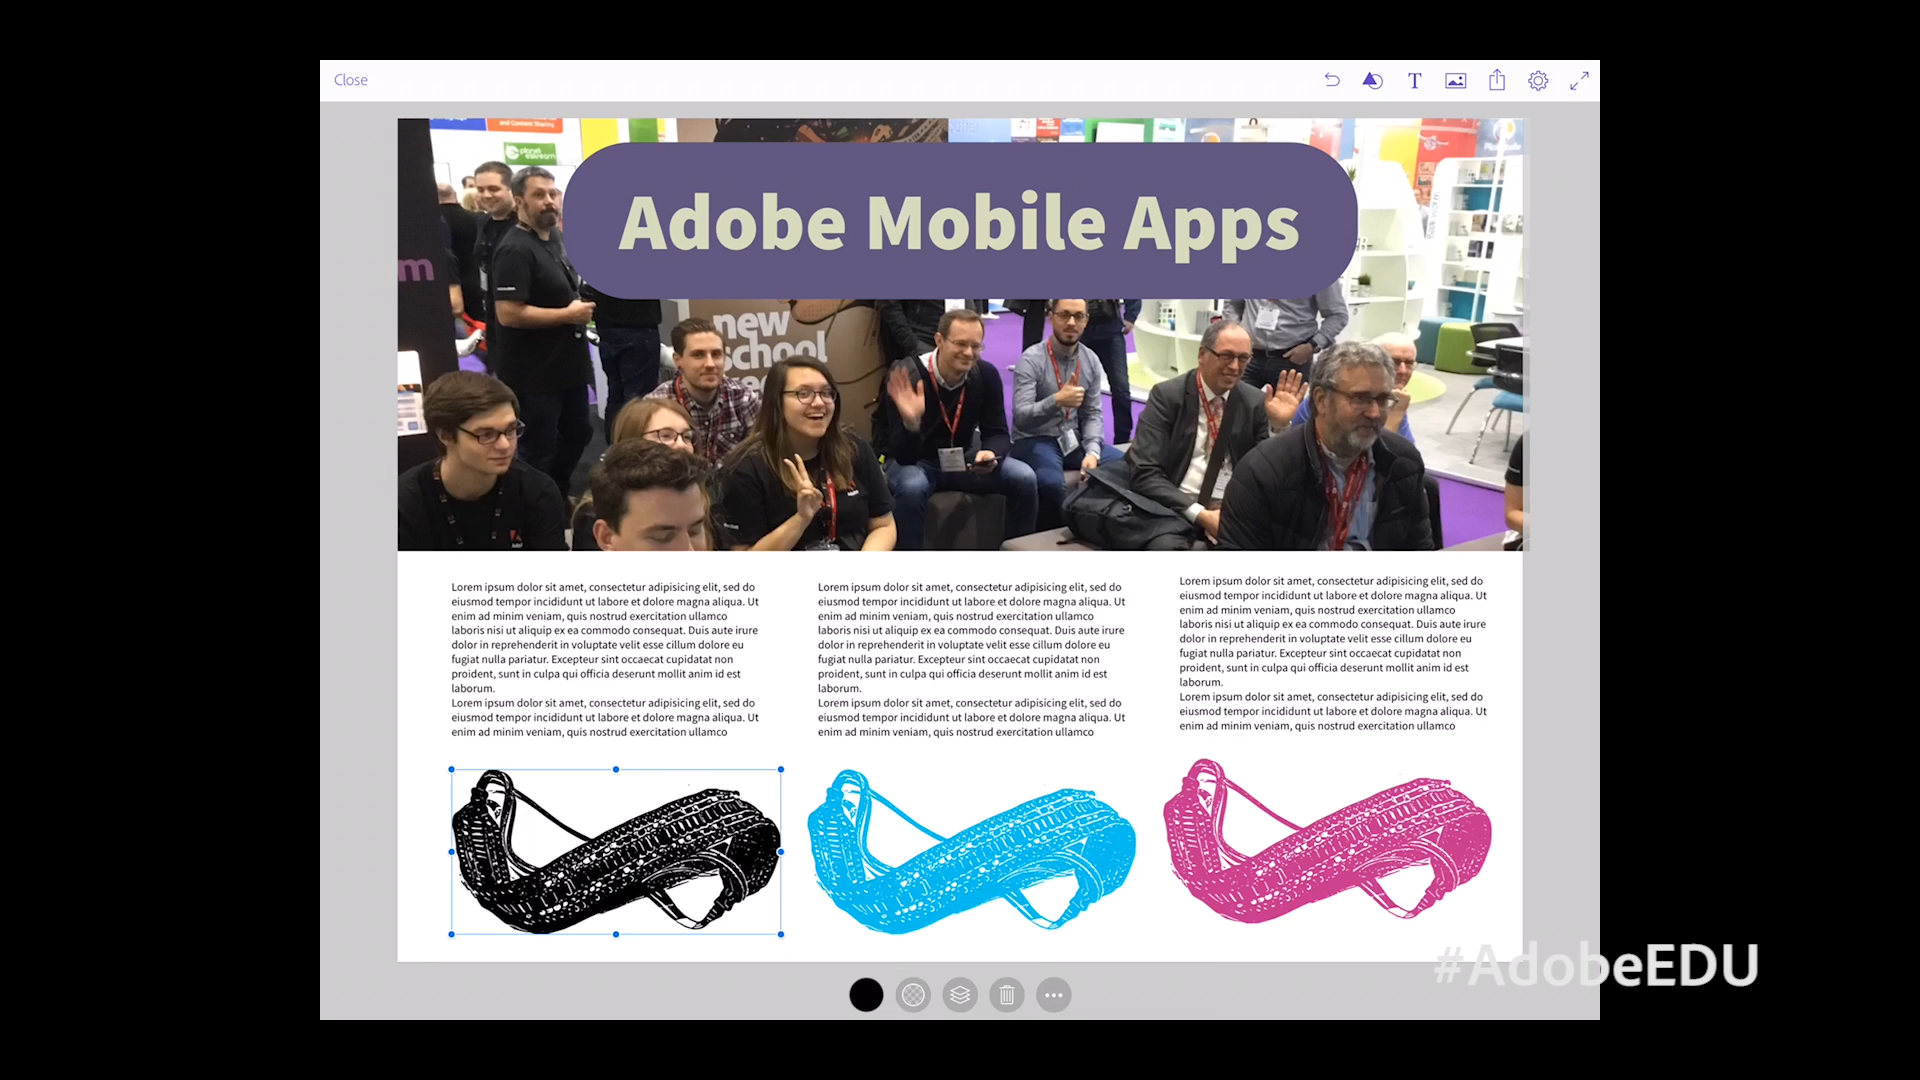 Close
T
and Content Sharing
planet
estream
Adobe Mobile Apps
m
new
school
Lorem ipsum dolor sit amet, consectetur adipisicing elit, sed do
eiusmod tempor incididunt ut labore et dolore magna aliqua. Ut
enim ad minim veniam, quis nostrud exercitation ullamco
laboris nisi ut aliquip ex ea commodo consequat. Duis aute irure
dolor in reprehenderit in voluptate velit esse cillum dolore eu
fugiat nulla pariatur. Excepteur sint occaecat cupidatat non
proident, sunt in culpa qui officia deserunt mollit anim id est
laborum.
Lorem ipsum dolor sit amet, consectetur adipisicing elit, sed do
eiusmod tempor incididunt ut labore et dolore magna aliqua. Ut
enim ad minim veniam, quis nostrud exercitation ullamco
Lorem ipsum dolor sit amet, consectetur adipisicing elit, sed do
eiusmod tempor incididunt ut labore et dolore magna aliqua. Ut
enim ad minim veniam, quis nostrud exercitation ullamco
laboris nisi ut aliquip ex ea commodo consequat. Duis aute irure
dolor in reprehenderit in voluptate velit esse cillum dolore eu
fugiat nulla pariatur. Excepteur sint occaecat cupidatat non
proident, sunt in culpa qui officia deserunt mollit anim id est
laborum.
Lorem ipsum dolor sit amet, consectetur adipisicing elit, sed do
eiusmod tempor incididunt ut labore et dolore magna aliqua. Ut
enim ad minim veniam, quis nostrud exercitation ullamco
Lorem ipsum dolor sit amet, consectetur adipisicing elit, sed do
eiusmod tempor incididunt ut labore et dolore magna aliqua. Ut
enim ad minim veniam, quis nostrud exercitation ullamco
laboris nisi ut aliquip ex ea commodo consequat. Duis aute irure
dolor in reprehenderit in voluptate velit esse cillum dolore eu
fugiat nulla pariatur. Excepteur sint occaecat cupidatat non
proident, sunt in culpa qui officia deserunt mollit anim id est
laborum.
Lorem ipsum dolor sit amet, consectetur adipisicing elit, sed do
eiusmod tempor incididunt ut labore et dolore magna aliqua. Ut
enim ad minim veniam, quis nostrud exercitation ullamco
#AdobeEDU